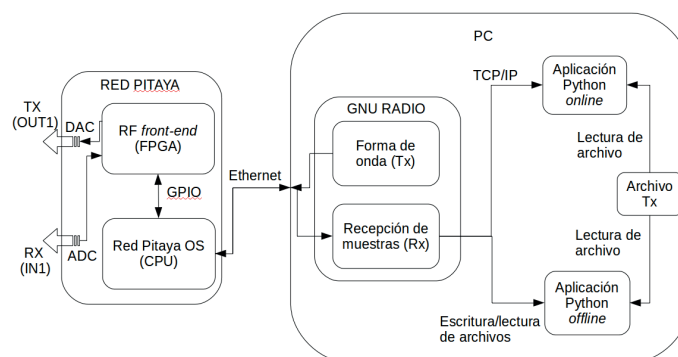 PC
RED PITAYA
TX
(OUT1)
DAC
RF front-end
(FPGA)
GPIO
Red Pitaya OS
(CPU)
RX
(IN1)
ADC
Ethernet
GNU RADIO
Forma de
onda (Tx)
Recepción de
muestras (Rx)
TCP/IP
Aplicación
Python
online
Lectura de
archivo
Archivo
Tx
Lectura de
archivo
Aplicación
Python
offline
Escritura/lectura
de archivos